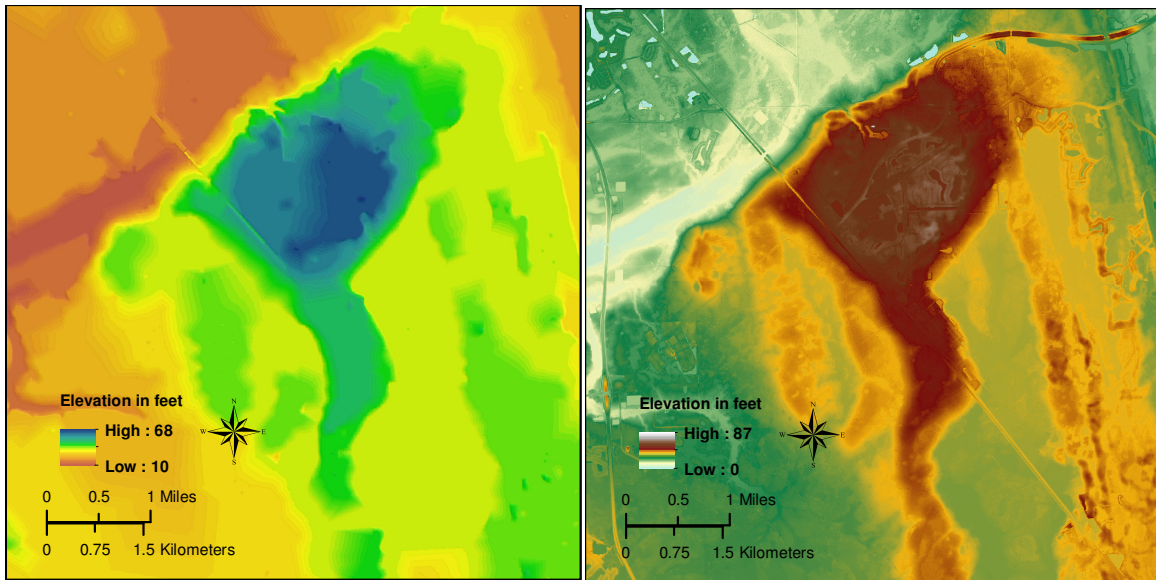 Elevation in feet
High : 68
Low : 10
N
W E
S
0 0.5 1 Miles
0 0.75 1.5 Kilometers
Elevation in feet
High : 87
Low : 0
N
W E
S
0 0.5 1 Miles
0 0.75 1.5 Kilometers